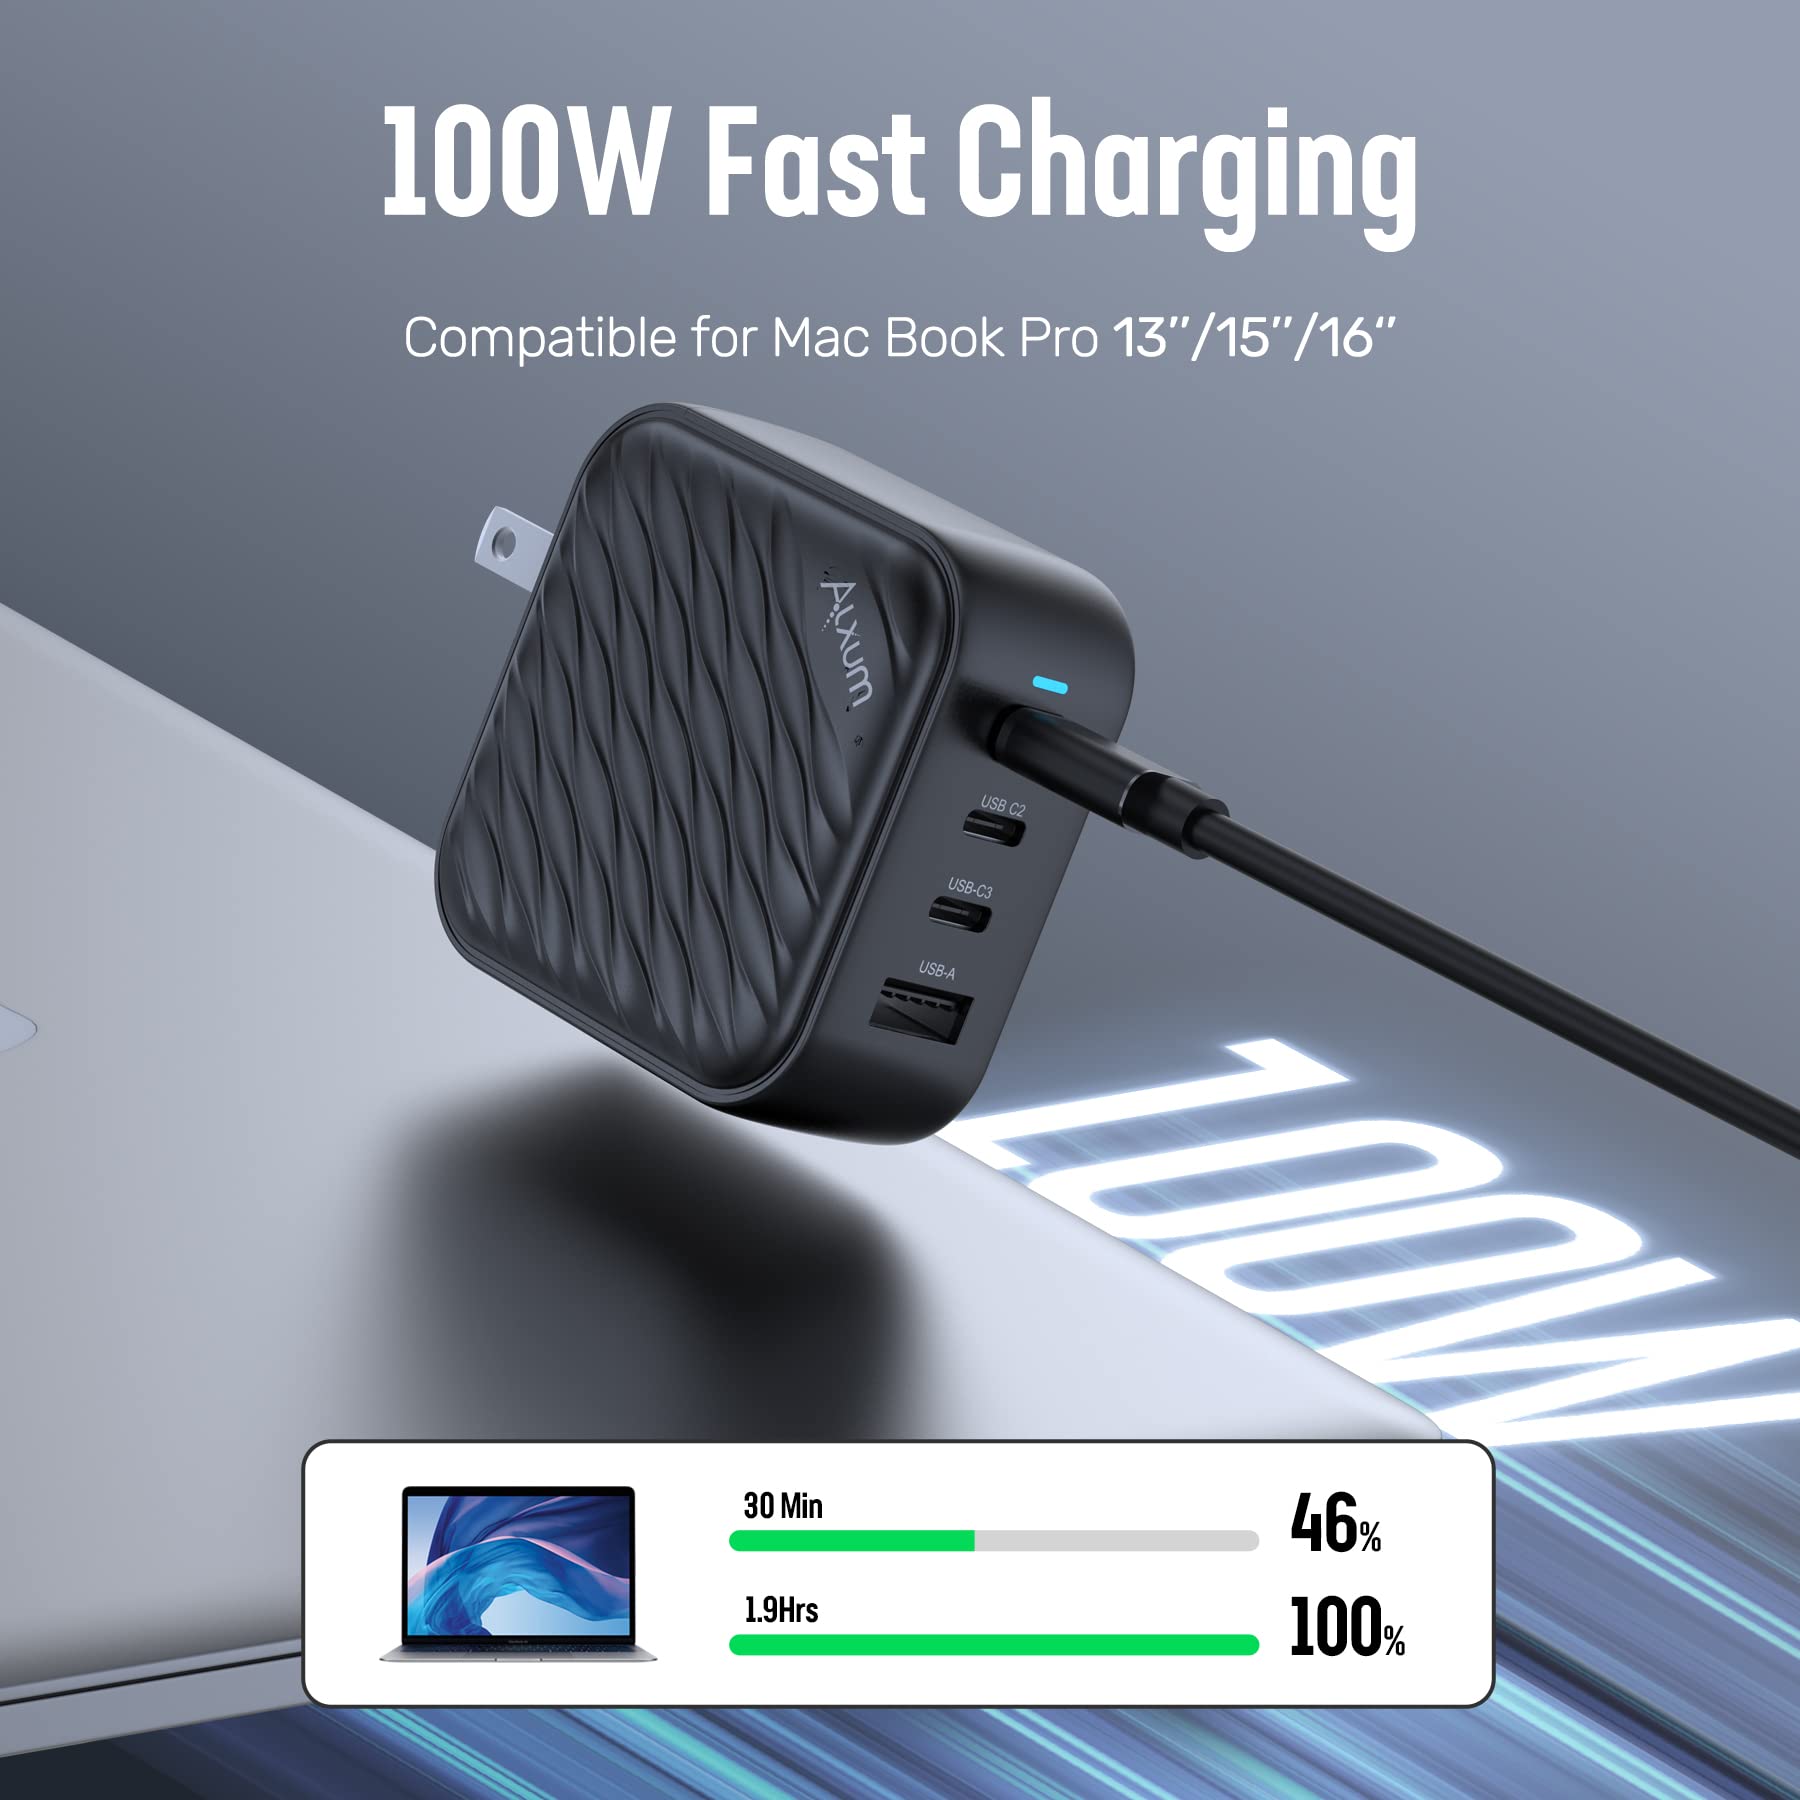 100W Fast Charging
Compatible for Mac Book Pro 13″/15″/16“
ALXUM
USB C2
USB-C3
USB-A
100W
30 Min
46%
1.9Hrs
100%